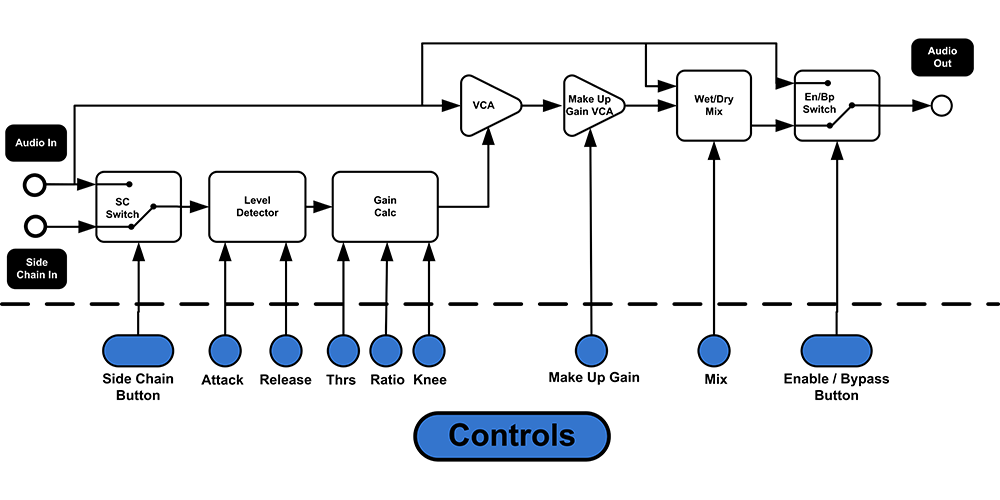 Audio
Out
VCA
Make Up
Gain VCA
Wet/Dry
Mix
En/Bp
Switch
Audio In
SC
Switch
Level
Detector
Gain
Calc
Side
Chain In
Side Chain
Button
Attack
Release
Thrs
Ratio
Knee
Make Up Gain
Mix
Enable / Bypass
Button
Controls